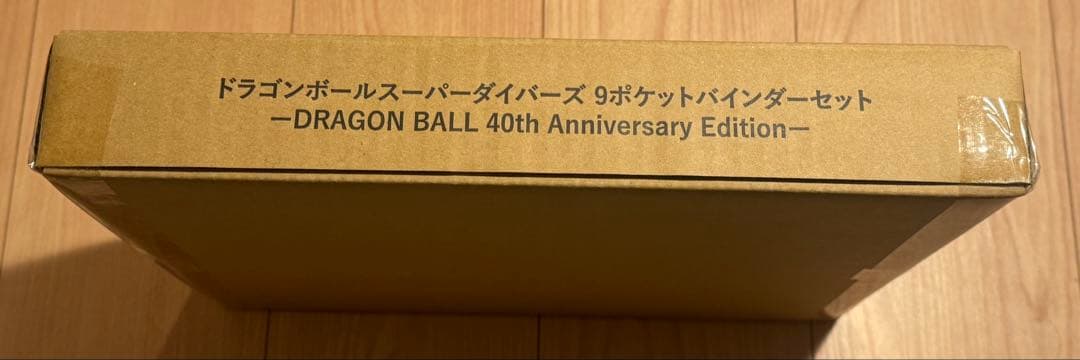 ドラゴンボールスーパーダイバーズ 9ポケットバインダーセット
ーDRAGON BALL 40th Anniversary Editionー